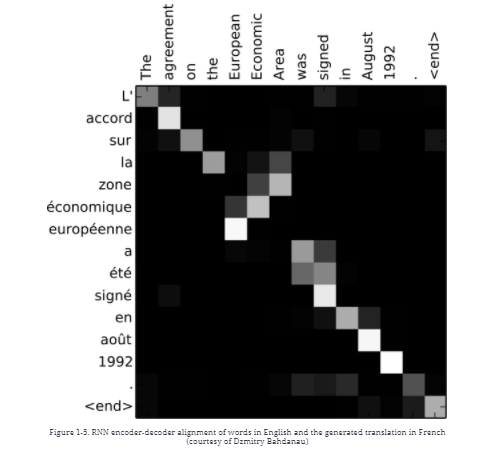 The agreement on the European Economic Area was signed in August 1992 . <end>
L'
accord
sur
la
zone
économique
européenne
a
été
signé
en
août
1992
.
<end>
Figure 1-5. RNN encoder-decoder alignment of words in English and the generated translation in French
(courtesy of Dzmitry Bahdanau)